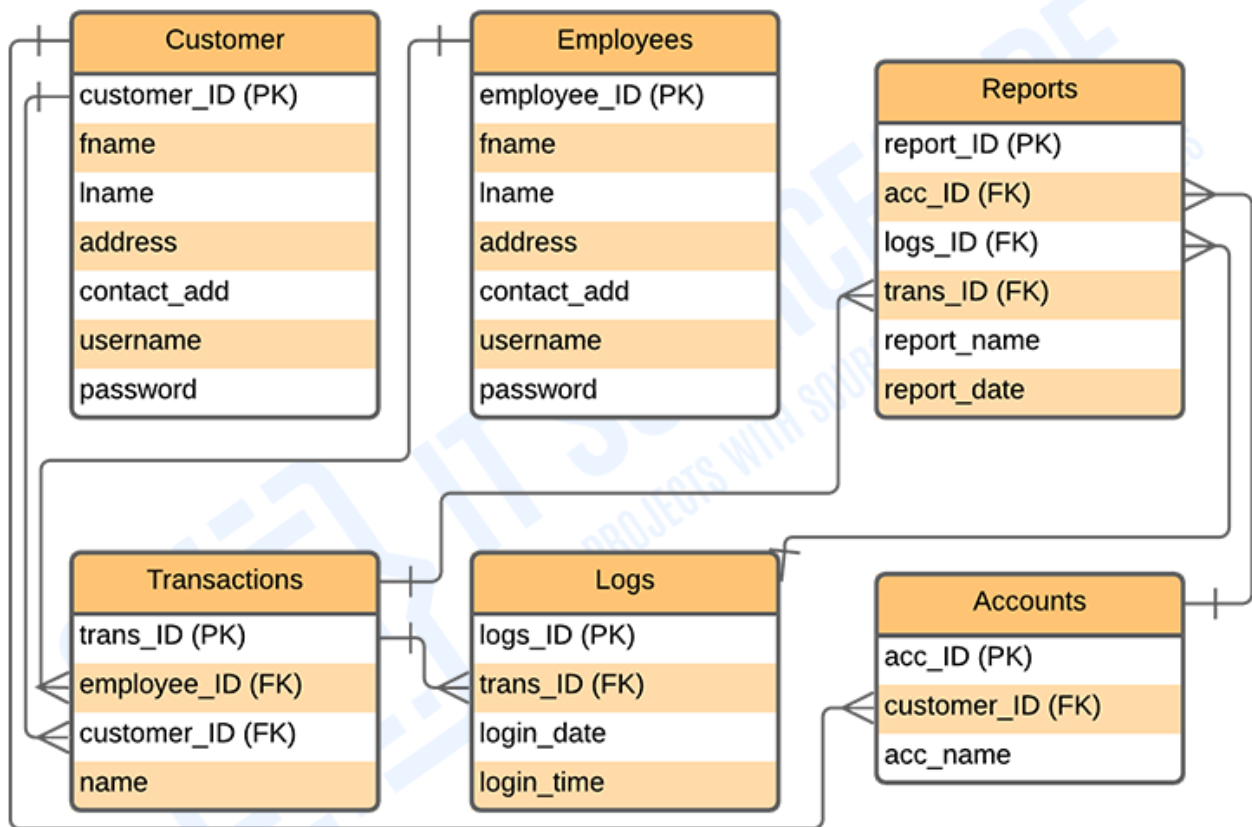 Customer
customer_ID (PK)
fname
lname
address
contact_add
username
password
Employees
employee_ID (PK)
fname
lname
address
contact_add
username
password
Reports
report_ID (PK)
acc_ID (FK)
logs_ID (FK)
trans_ID (FK)
report_name
report_date
Transactions
trans_ID (PK)
employee_ID (FK)
customer_ID (FK)
name
Logs
logs_ID (PK)
trans_ID (FK)
login_date
login_time
Accounts
acc_ID (PK)
customer_ID (FK)
acc_name
PROJECTS WITH